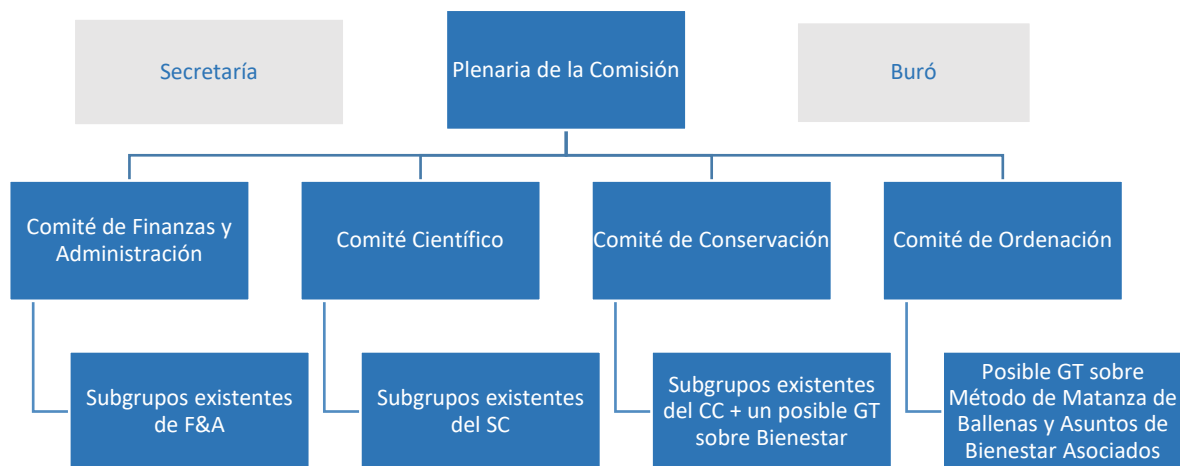 Secretaría
Plenaria de la Comisión
Buró
Comité de Finanzas y
Administración
Comité Científico
Comité de Conservación
Comité de Ordenación
Subgrupos existentes
de F&A
Subgrupos existentes
del SC
Subgrupos existentes
del CC + un posible GT
sobre Bienestar
Posible GT sobre
Método de Matanza de
Ballenas y Asuntos de
Bienestar Asociados